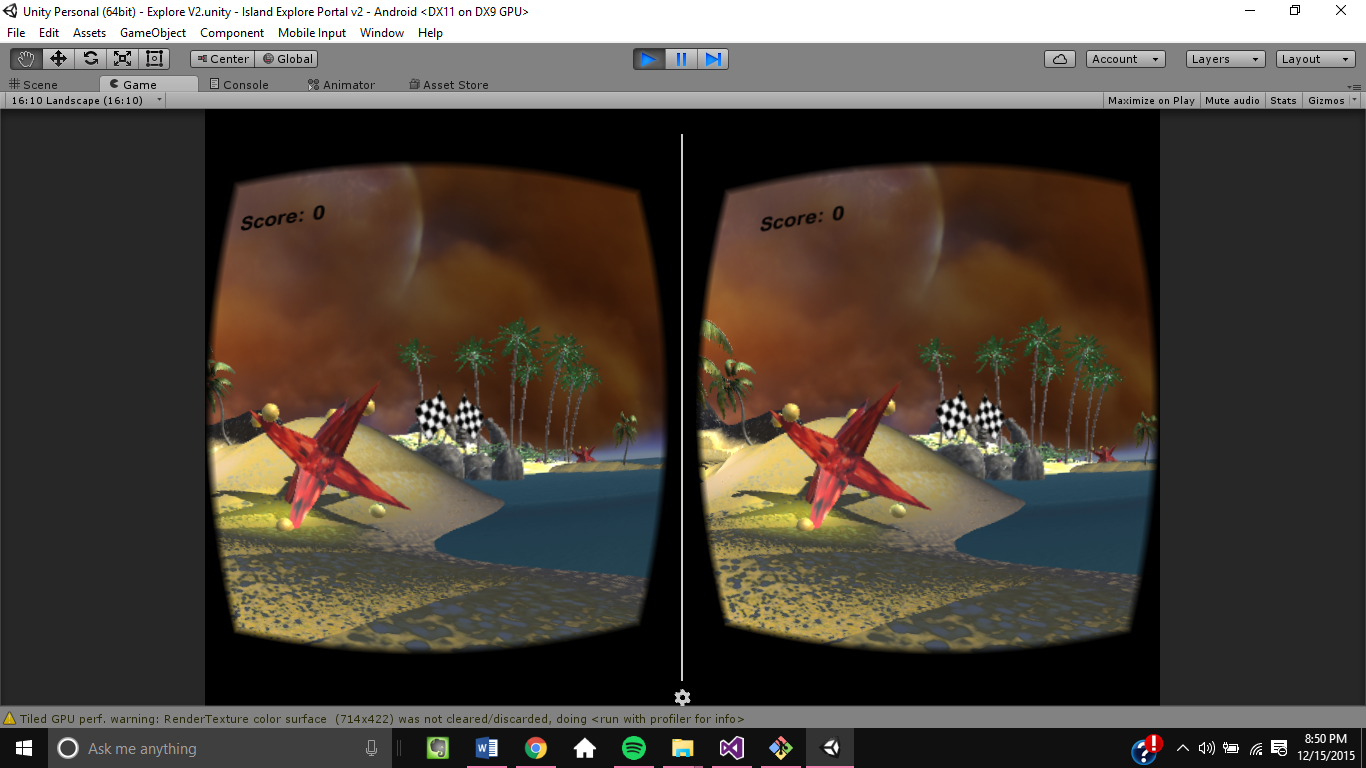 Unity Personal (64bit) - Explore V2.unity - Island Explore Portal v2 - Android <DX11 on DX9 GPU>
File Edit Assets GameObject Component Mobile Input Window Help
Center Global Account Layers Layout
Scene Game Console Animator Asset Store
16:10 Landscape (16:10) Maximize on Play Mute audio Stats Gizmos
Score: 0 Score: 0
Tiled GPU perf. warning: RenderTexture color surface (714x422) was not cleared/discarded, doing <run with profiler for info>
Ask me anything
8:50 PM
12/15/2015